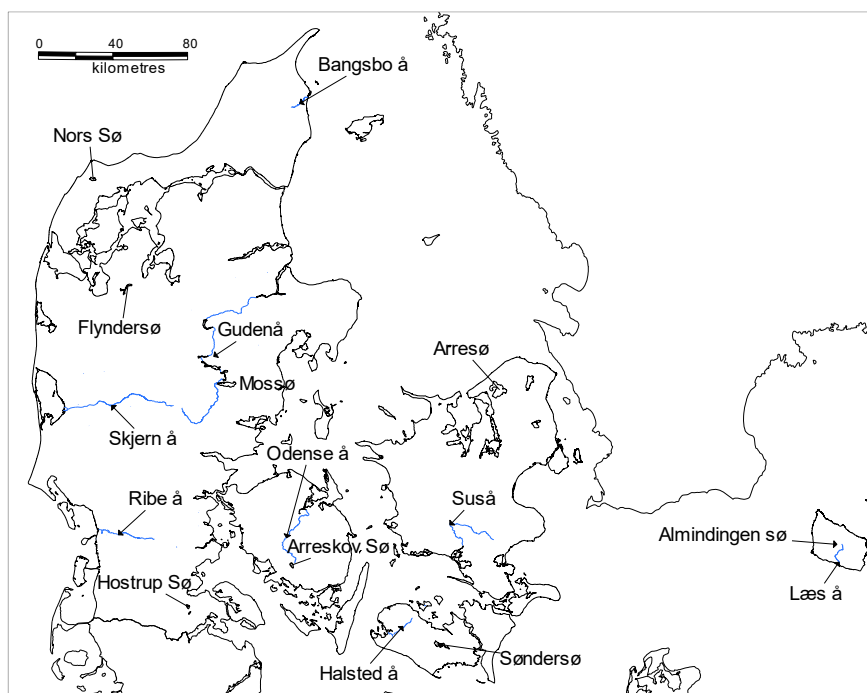 0 40 80
kilometres
Bangsbo å
Nors Sø
Flyndersø
Gudenå
Arresø
Mossø
Skjern å
Odense å
Ribe å
Suså
Almindingen sø
Arreskov Sø
Hostrup Sø
Læs å
Halsted å
Søndersø